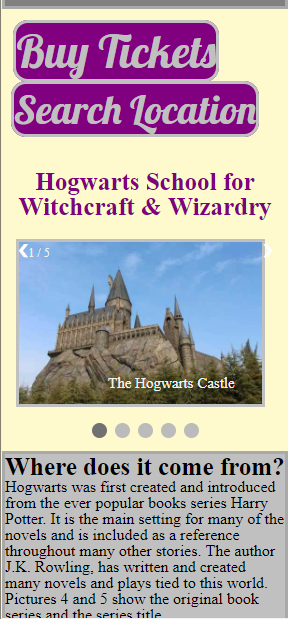 Buy Tickets
Search Location
Hogwarts School for
Witchcraft & Wizardry
1 / 5
The Hogwarts Castle
Where does it come from?
Hogwarts was first created and introduced
from the ever popular books series Harry
Potter. It is the main setting for many of the
novels and is included as a reference
throughout many other stories. The author
J.K. Rowling, has written and created
many novels and plays tied to this world.
Pictures 4 and 5 show the original book
series and the series title